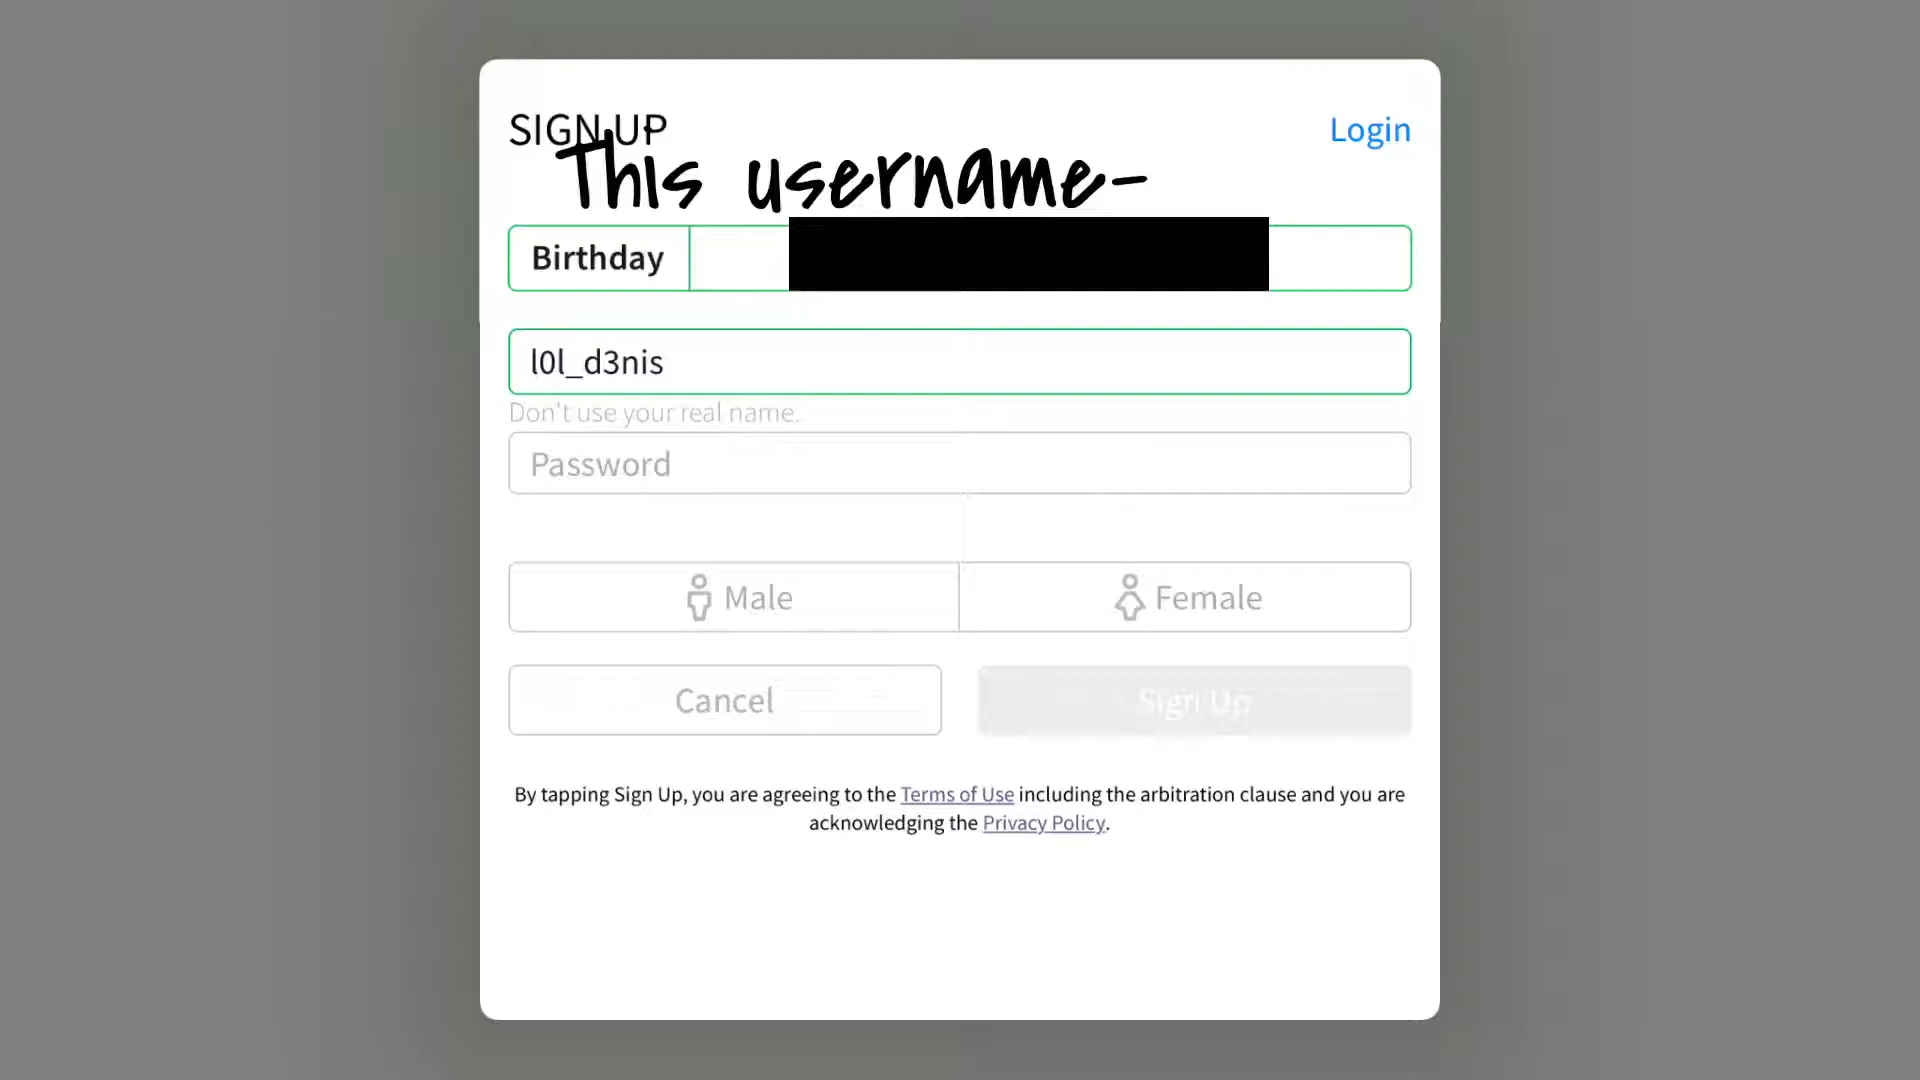 SIGN UP
Login
This username-
Birthday
l0l_d3nis
Don't use your real name.
Password
Male
Female
Cancel
Sign Up
By tapping Sign Up, you are agreeing to the Terms of Use including the arbitration clause and you are
acknowledging the Privacy Policy.